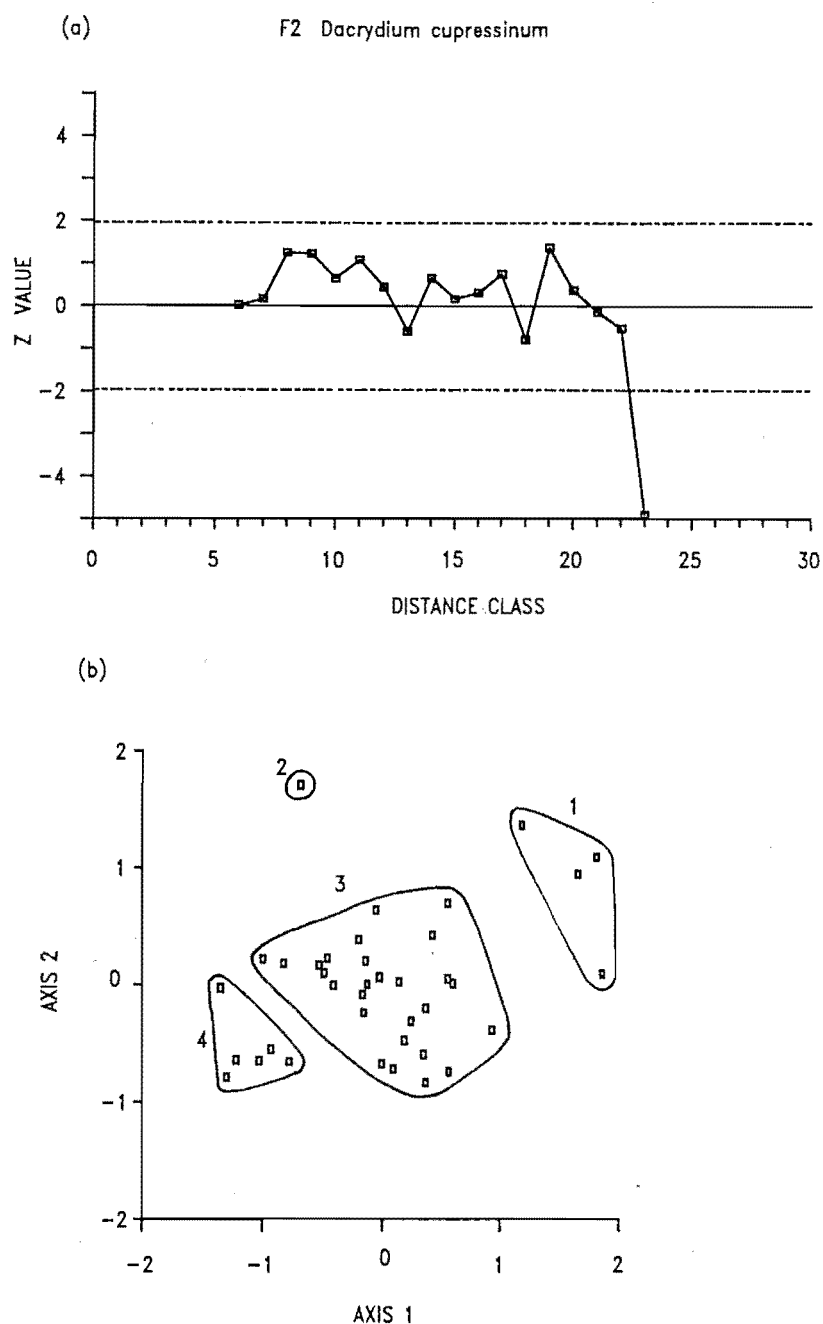 (a) F2 Dacrydium cupressinum
4
2
0
-2
-4
Z VALUE
0 5 10 15 20 25 30
DISTANCE CLASS
(b)
2
1
0
-1
-2
AXIS 2
2
1
3
4
-2 -1 0 1 2
AXIS 1